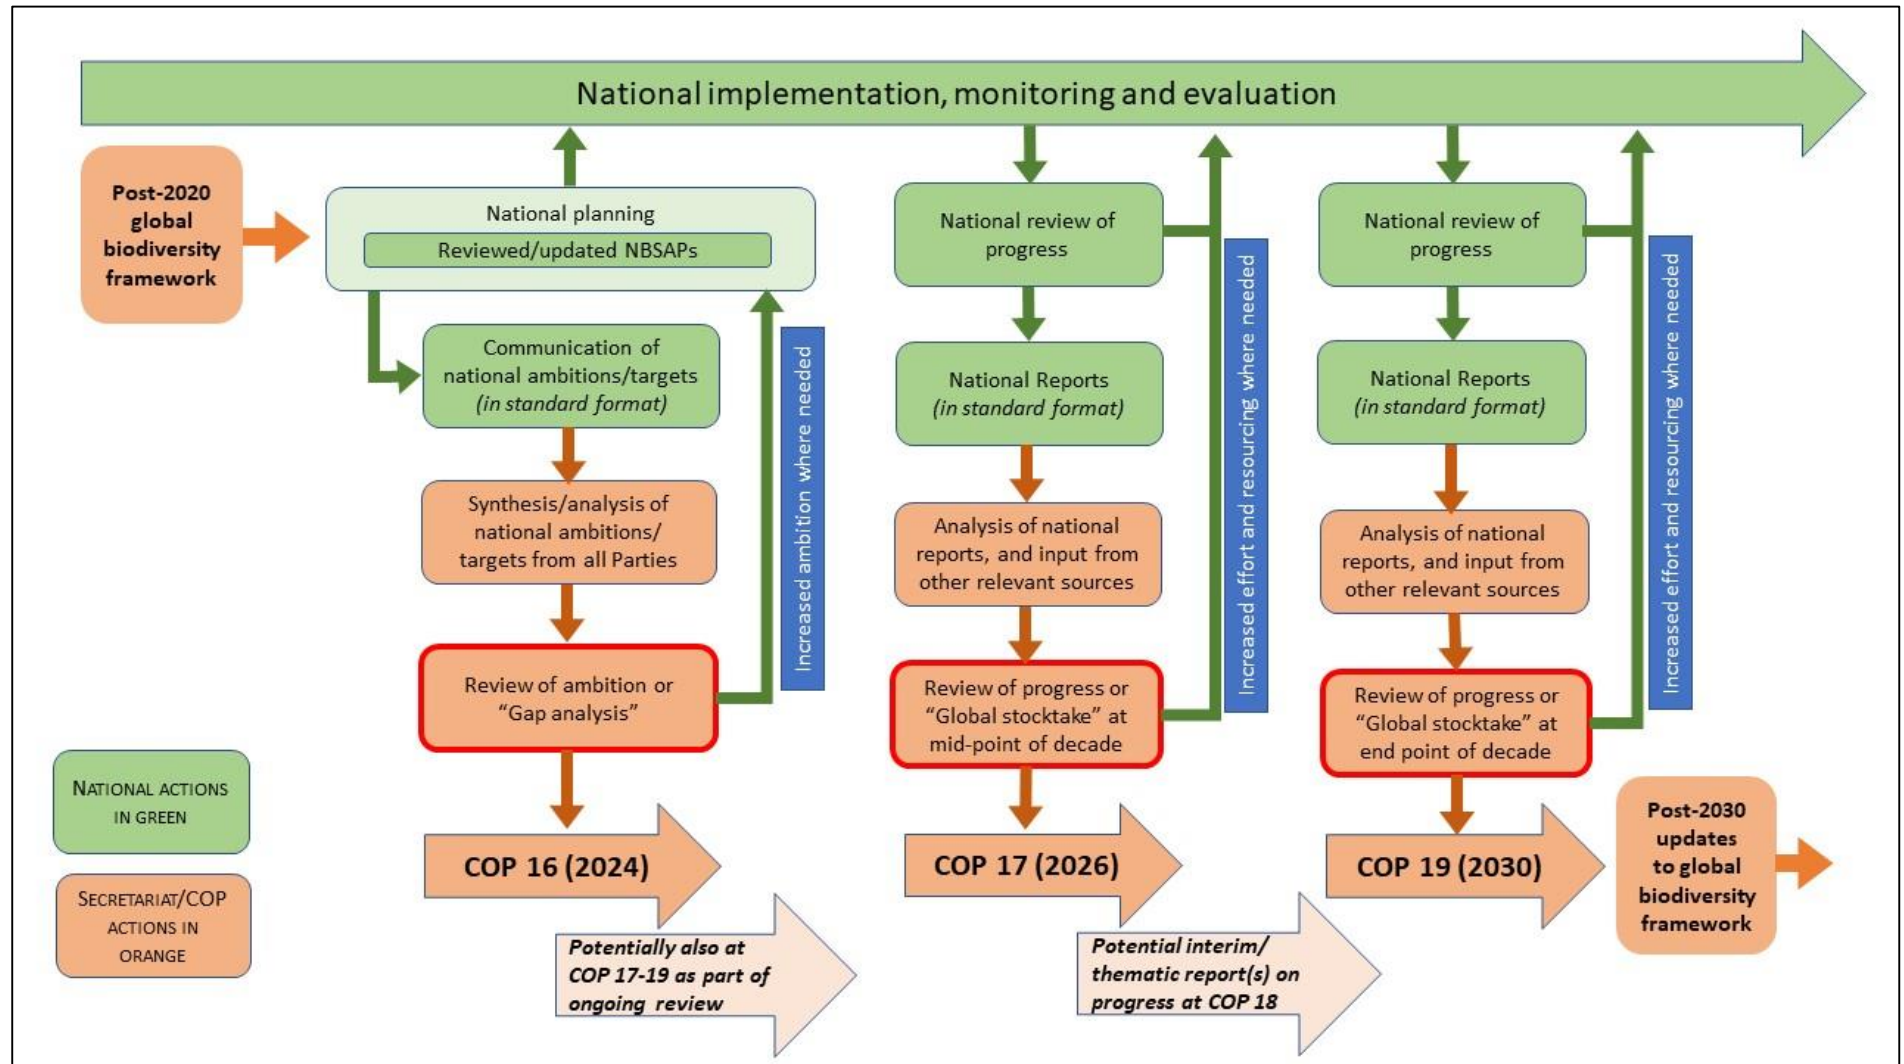 National implementation, monitoring and evaluation
Post-2020
global
biodiversity
framework
National planning
Reviewed/updated NBSAPs
Communication of
national ambitions/targets
(in standard format)
Synthesis/analysis of
national ambitions/
targets from all Parties
Review of ambition or
“Gap analysis”
Increased ambition where needed
COP 16 (2024)
Potentially also at
COP 17-19 as part of
ongoing review
National review of
progress
National Reports
(in standard format)
Analysis of national
reports, and input from
other relevant sources
Review of progress or
“Global stocktake” at
mid-point of decade
Increased effort and resourcing where needed
COP 17 (2026)
Potential interim/
thematic report(s) on
progress at COP 18
National review of
progress
National Reports
(in standard format)
Analysis of national
reports, and input from
other relevant sources
Review of progress or
“Global stocktake” at
end point of decade
Increased effort and resourcing where needed
COP 19 (2030)
Post-2030
updates
to global
biodiversity
framework
NATIONAL ACTIONS
IN GREEN
SECRETARIAT/COP
ACTIONS IN
ORANGE